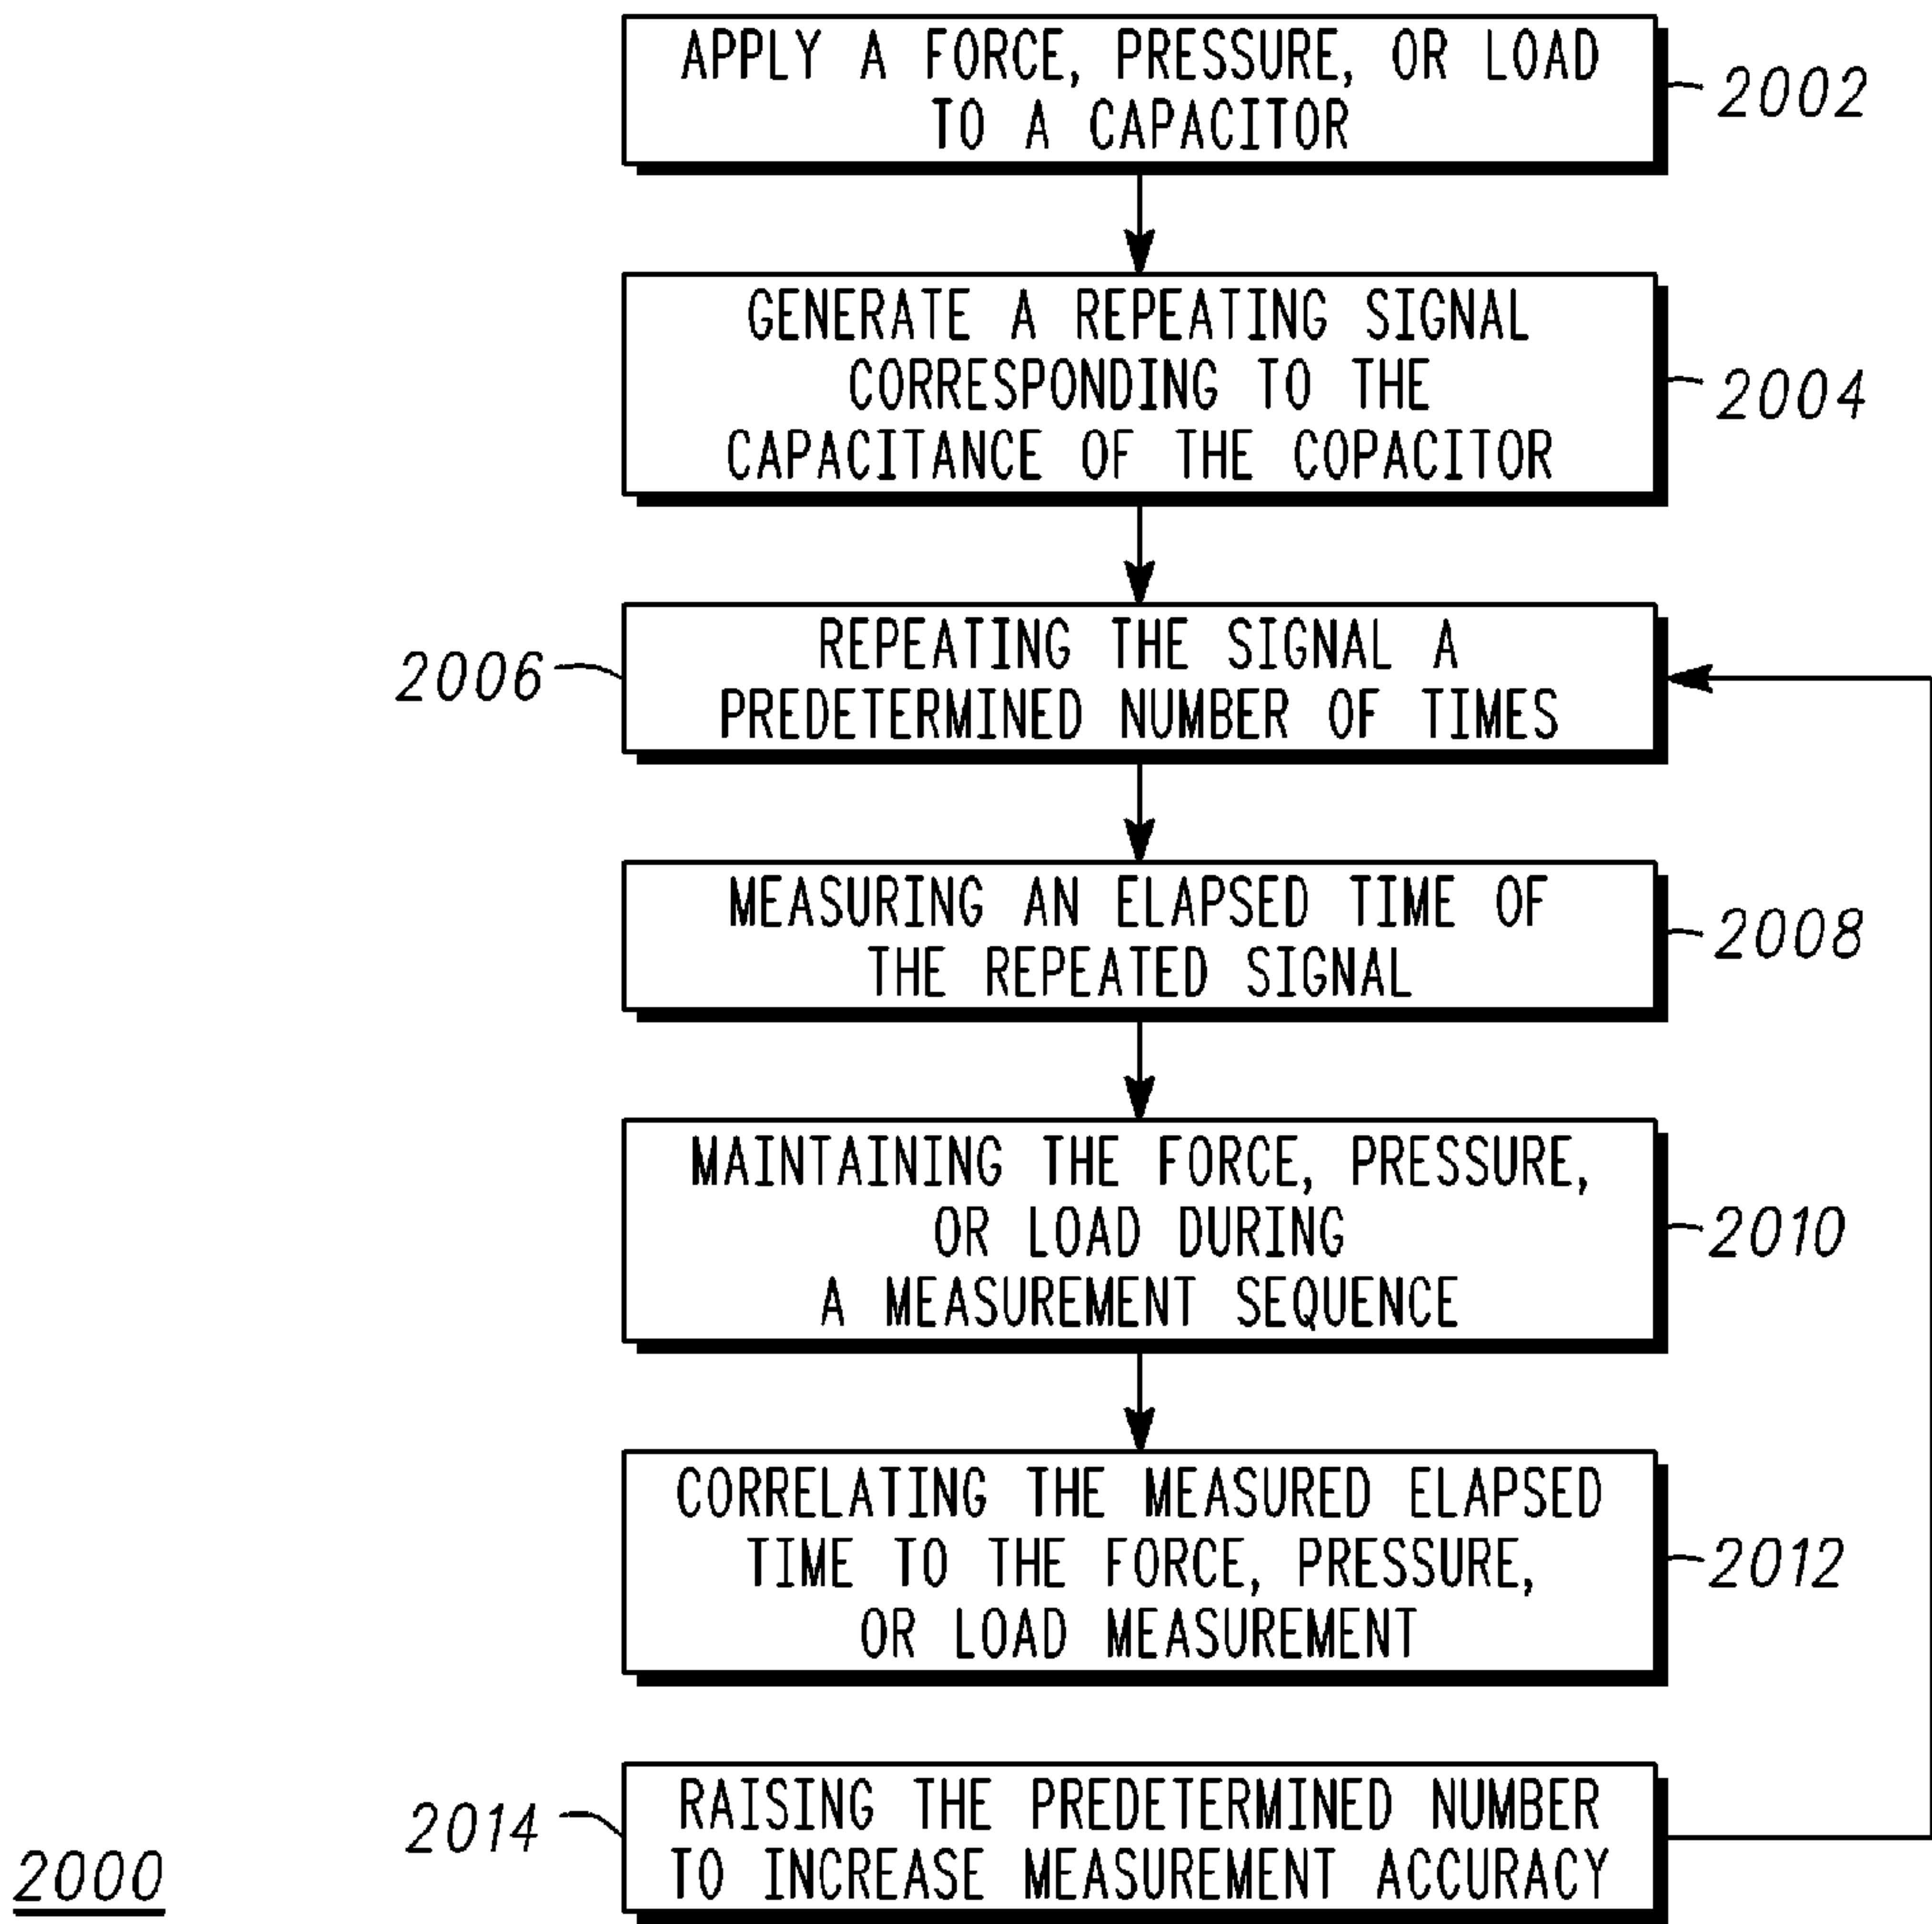 APPLY A FORCE, PRESSURE, OR LOAD
TO A CAPACITOR
2002
GENERATE A REPEATING SIGNAL
CORRESPONDING TO THE
CAPACITANCE OF THE COPACITOR
2004
REPEATING THE SIGNAL A
PREDETERMINED NUMBER OF TIMES
2006
MEASURING AN ELAPSED TIME OF
THE REPEATED SIGNAL
2008
MAINTAINING THE FORCE, PRESSURE,
OR LOAD DURING
A MEASUREMENT SEQUENCE
2010
CORRELATING THE MEASURED ELAPSED
TIME TO THE FORCE, PRESSURE,
OR LOAD MEASUREMENT
2012
RAISING THE PREDETERMINED NUMBER
TO INCREASE MEASUREMENT ACCURACY
2014
2000